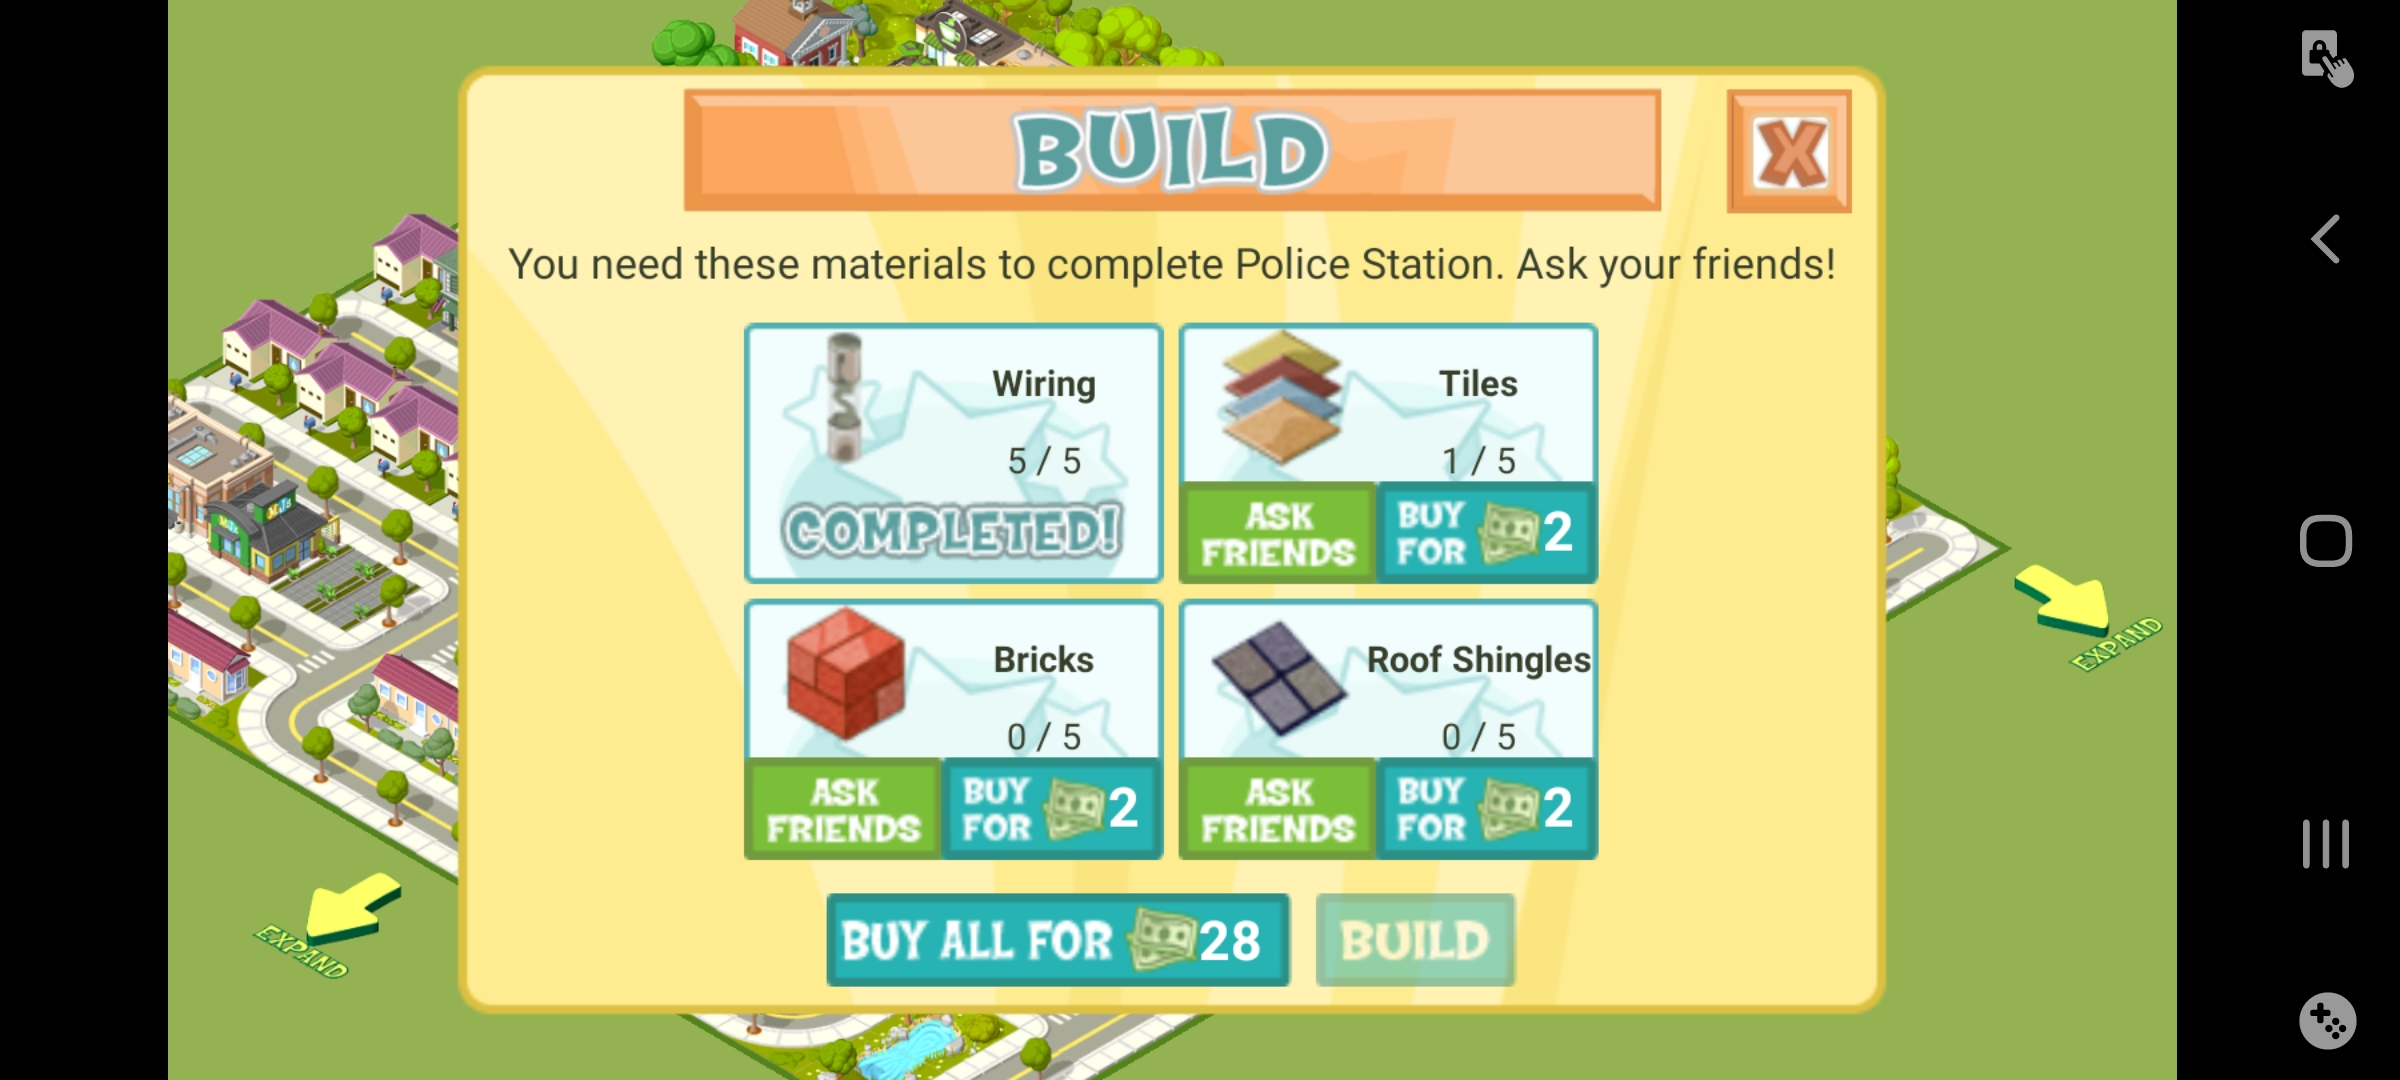 BUILD
X
You need these materials to complete Police Station. Ask your friends!
Wiring
5 / 5
COMPLETED!
Tiles
1 / 5
ASK FRIENDS
BUY FOR 2
Bricks
0 / 5
ASK FRIENDS
BUY FOR 2
Roof Shingles
0 / 5
ASK FRIENDS
BUY FOR 2
BUY ALL FOR 28
BUILD
MJ's
MJ's
EXPAND
EXPAND